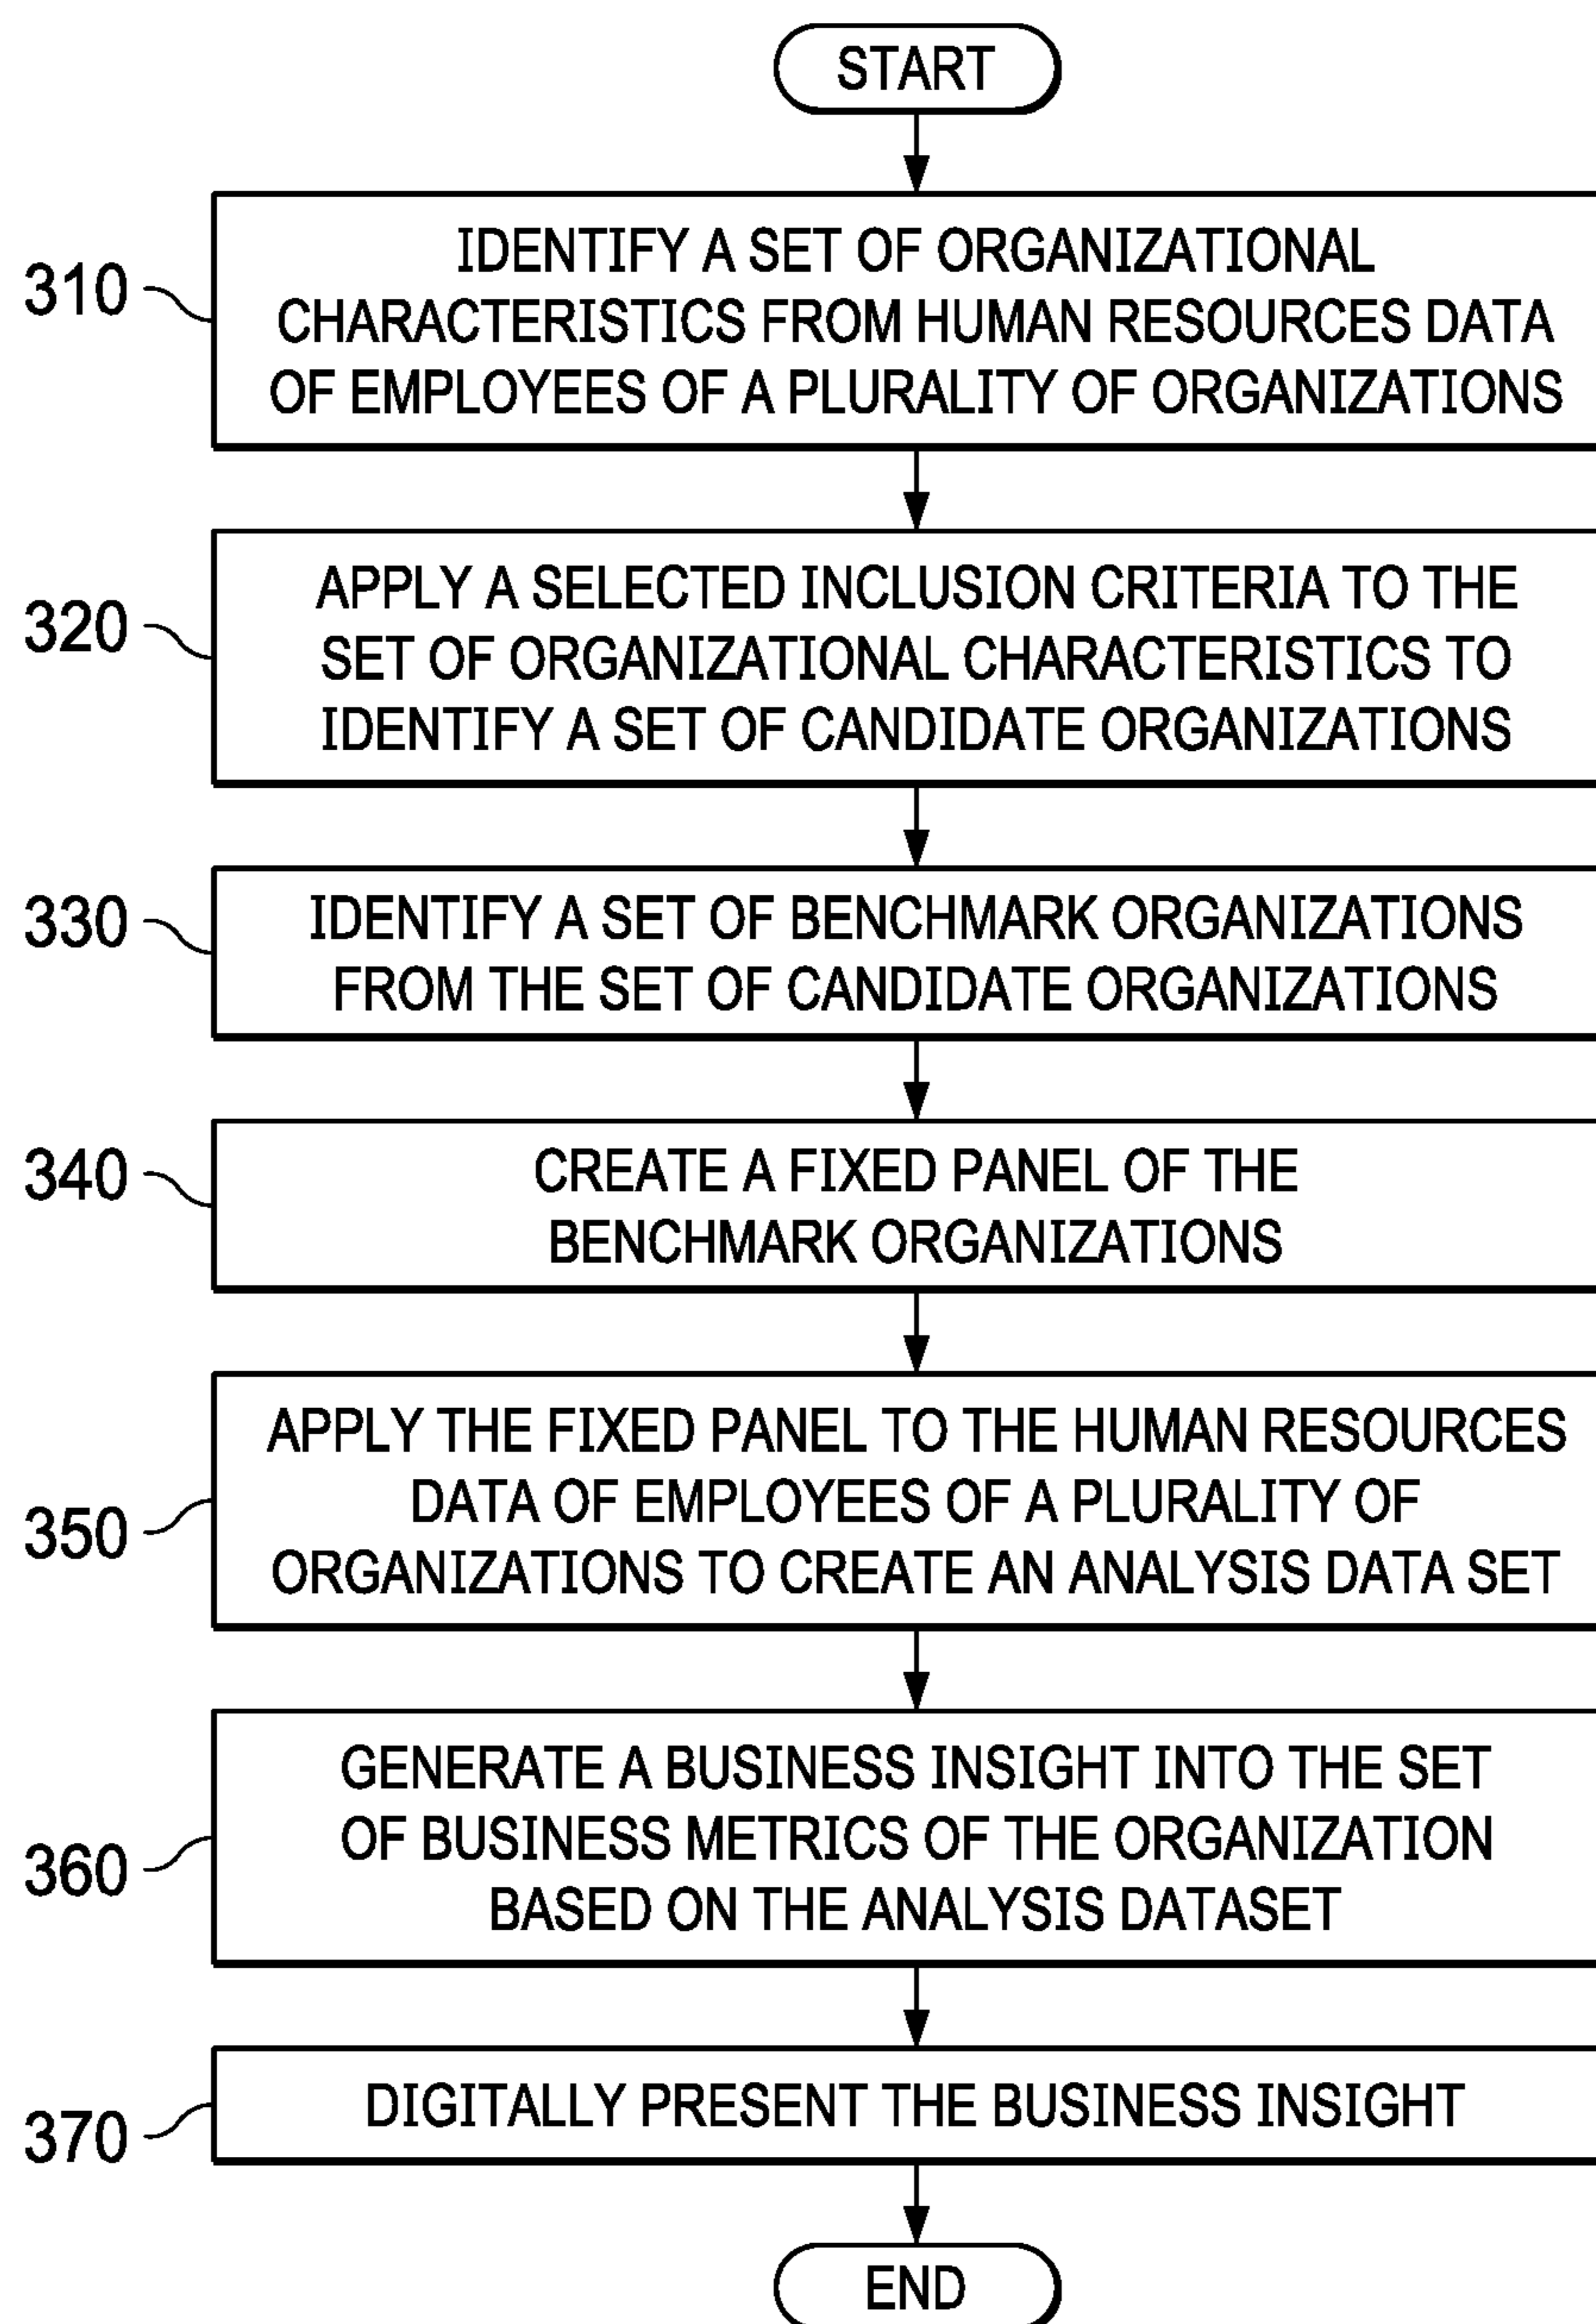 START
310
IDENTIFY A SET OF ORGANIZATIONAL
CHARACTERISTICS FROM HUMAN RESOURCES DATA
OF EMPLOYEES OF A PLURALITY OF ORGANIZATIONS
320
APPLY A SELECTED INCLUSION CRITERIA TO THE
SET OF ORGANIZATIONAL CHARACTERISTICS TO
IDENTIFY A SET OF CANDIDATE ORGANIZATIONS
330
IDENTIFY A SET OF BENCHMARK ORGANIZATIONS
FROM THE SET OF CANDIDATE ORGANIZATIONS
340
CREATE A FIXED PANEL OF THE
BENCHMARK ORGANIZATIONS
350
APPLY THE FIXED PANEL TO THE HUMAN RESOURCES
DATA OF EMPLOYEES OF A PLURALITY OF
ORGANIZATIONS TO CREATE AN ANALYSIS DATA SET
360
GENERATE A BUSINESS INSIGHT INTO THE SET
OF BUSINESS METRICS OF THE ORGANIZATION
BASED ON THE ANALYSIS DATASET
370
DIGITALLY PRESENT THE BUSINESS INSIGHT
END